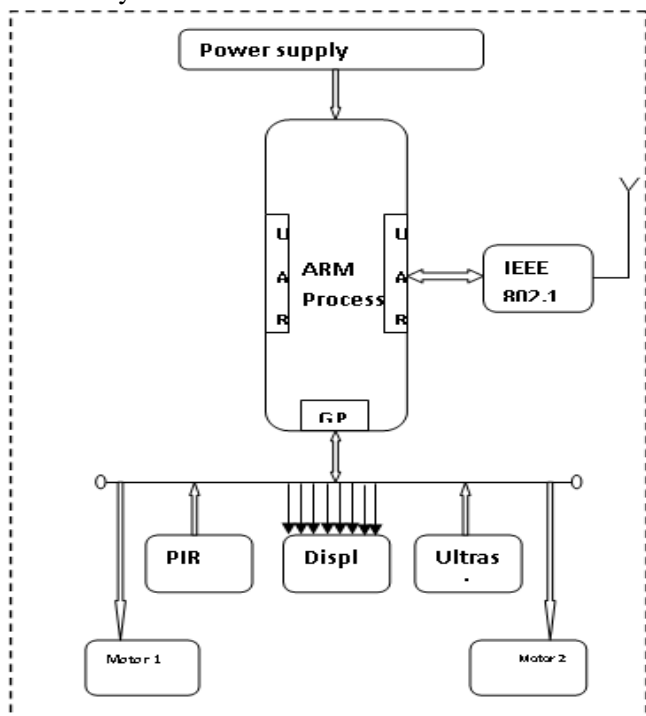 Power supply
U
A
R
ARM
Process
U
A
R
IEEE
802.1
GP
PIR
Displ
Ultras
Motor 1
Motor 2